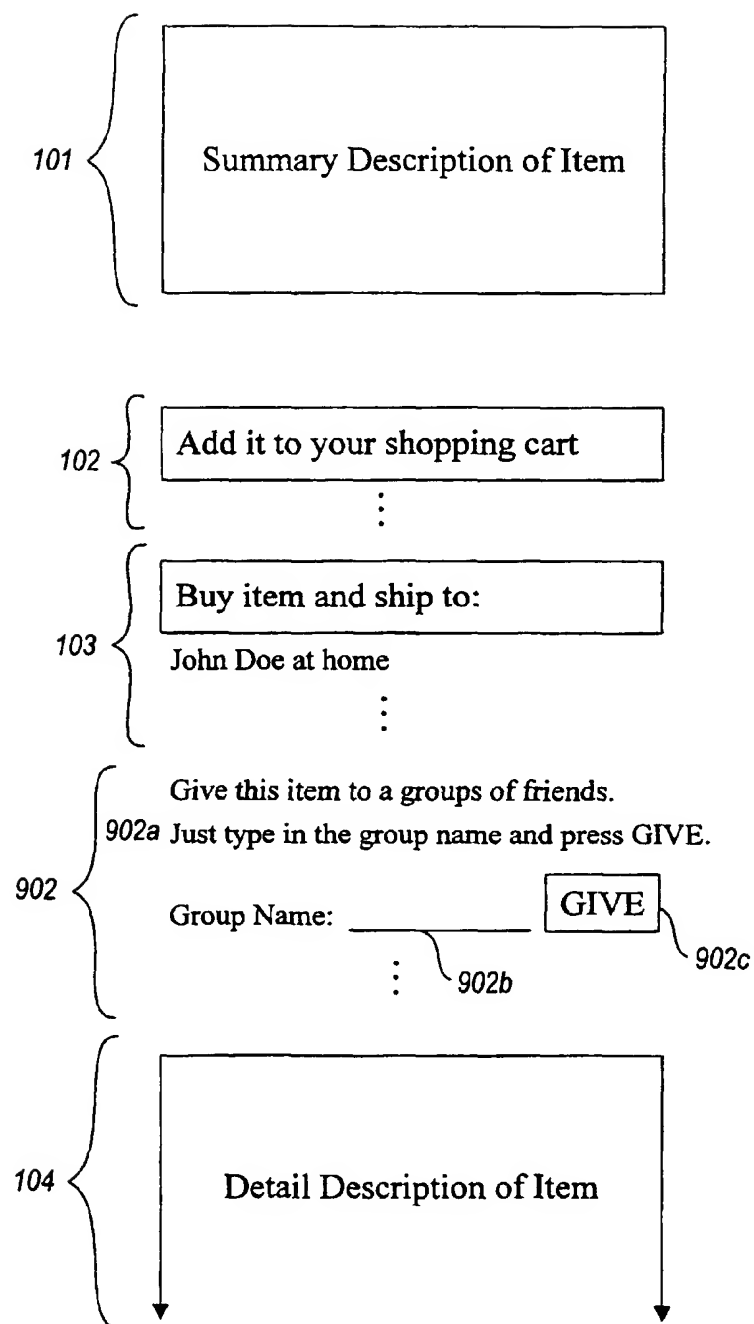 101
Summary Description of Item
102
Add it to your shopping cart
103
Buy item and ship to:
John Doe at home
902
Give this item to a groups of friends.
902a Just type in the group name and press GIVE.
Group Name: GIVE
902b
902c
104
Detail Description of Item